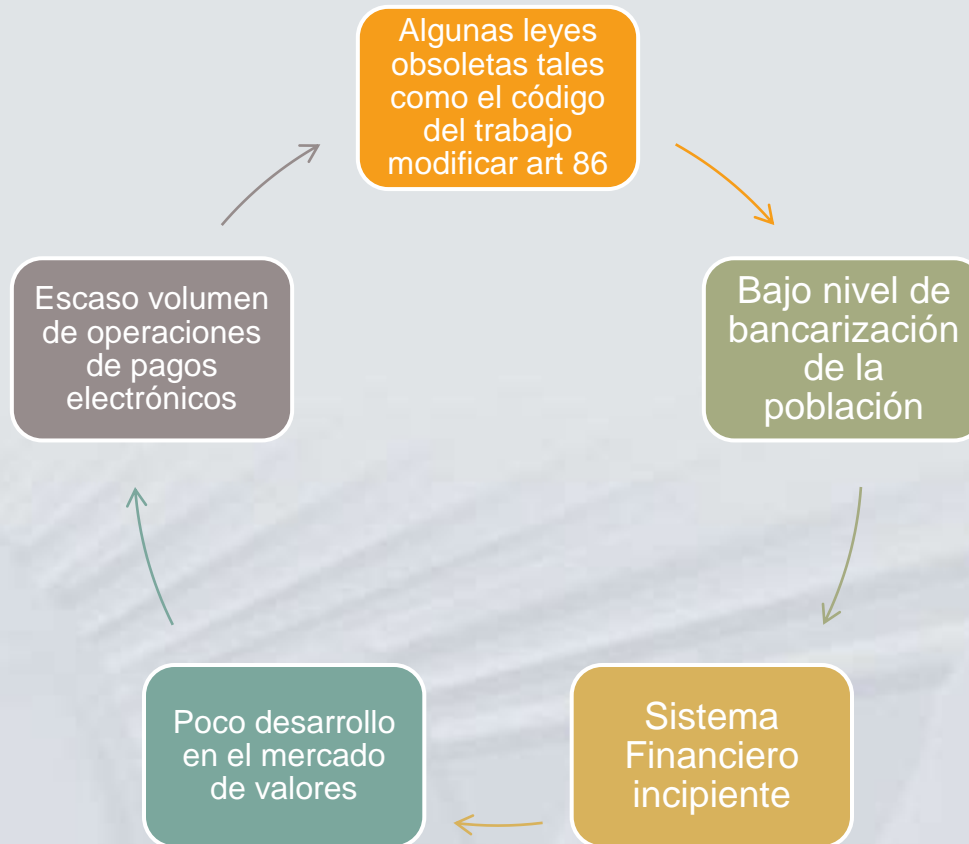 Algunas leyes
obsoletas tales
como el código
del trabajo
modificar art 86
Bajo nivel de
bancarización
de la
población
Sistema
Financiero
incipiente
Poco desarrollo
en el mercado
de valores
Escaso volumen
de operaciones
de pagos
electrónicos